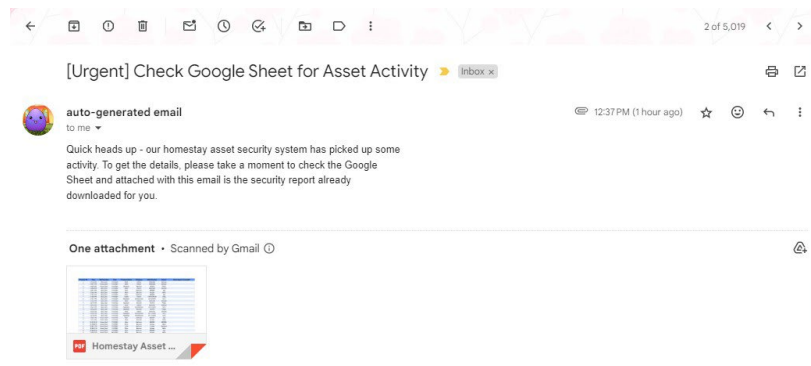 2 of 5,019
[Urgent] Check Google Sheet for Asset Activity Inbox x
auto-generated email 12:37 PM (1 hour ago)
to me
Quick heads up - our homestay asset security system has picked up some
activity. To get the details, please take a moment to check the Google
Sheet and attached with this email is the security report already
downloaded for you.
One attachment • Scanned by Gmail
PDF Homestay Asset ...